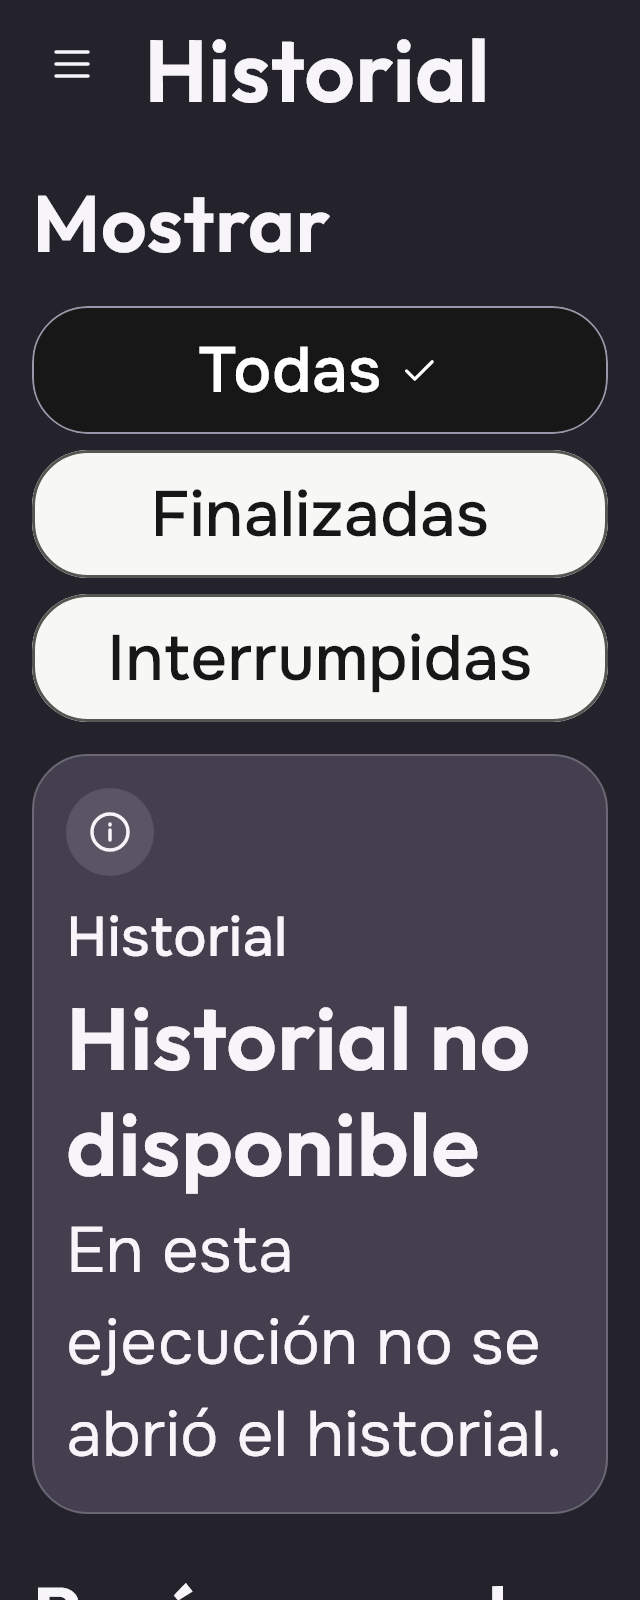 Historial
Mostrar
Todas
Finalizadas
Interrumpidas
Historial
Historial no
disponible
En esta
ejecución no se
abrió el historial.